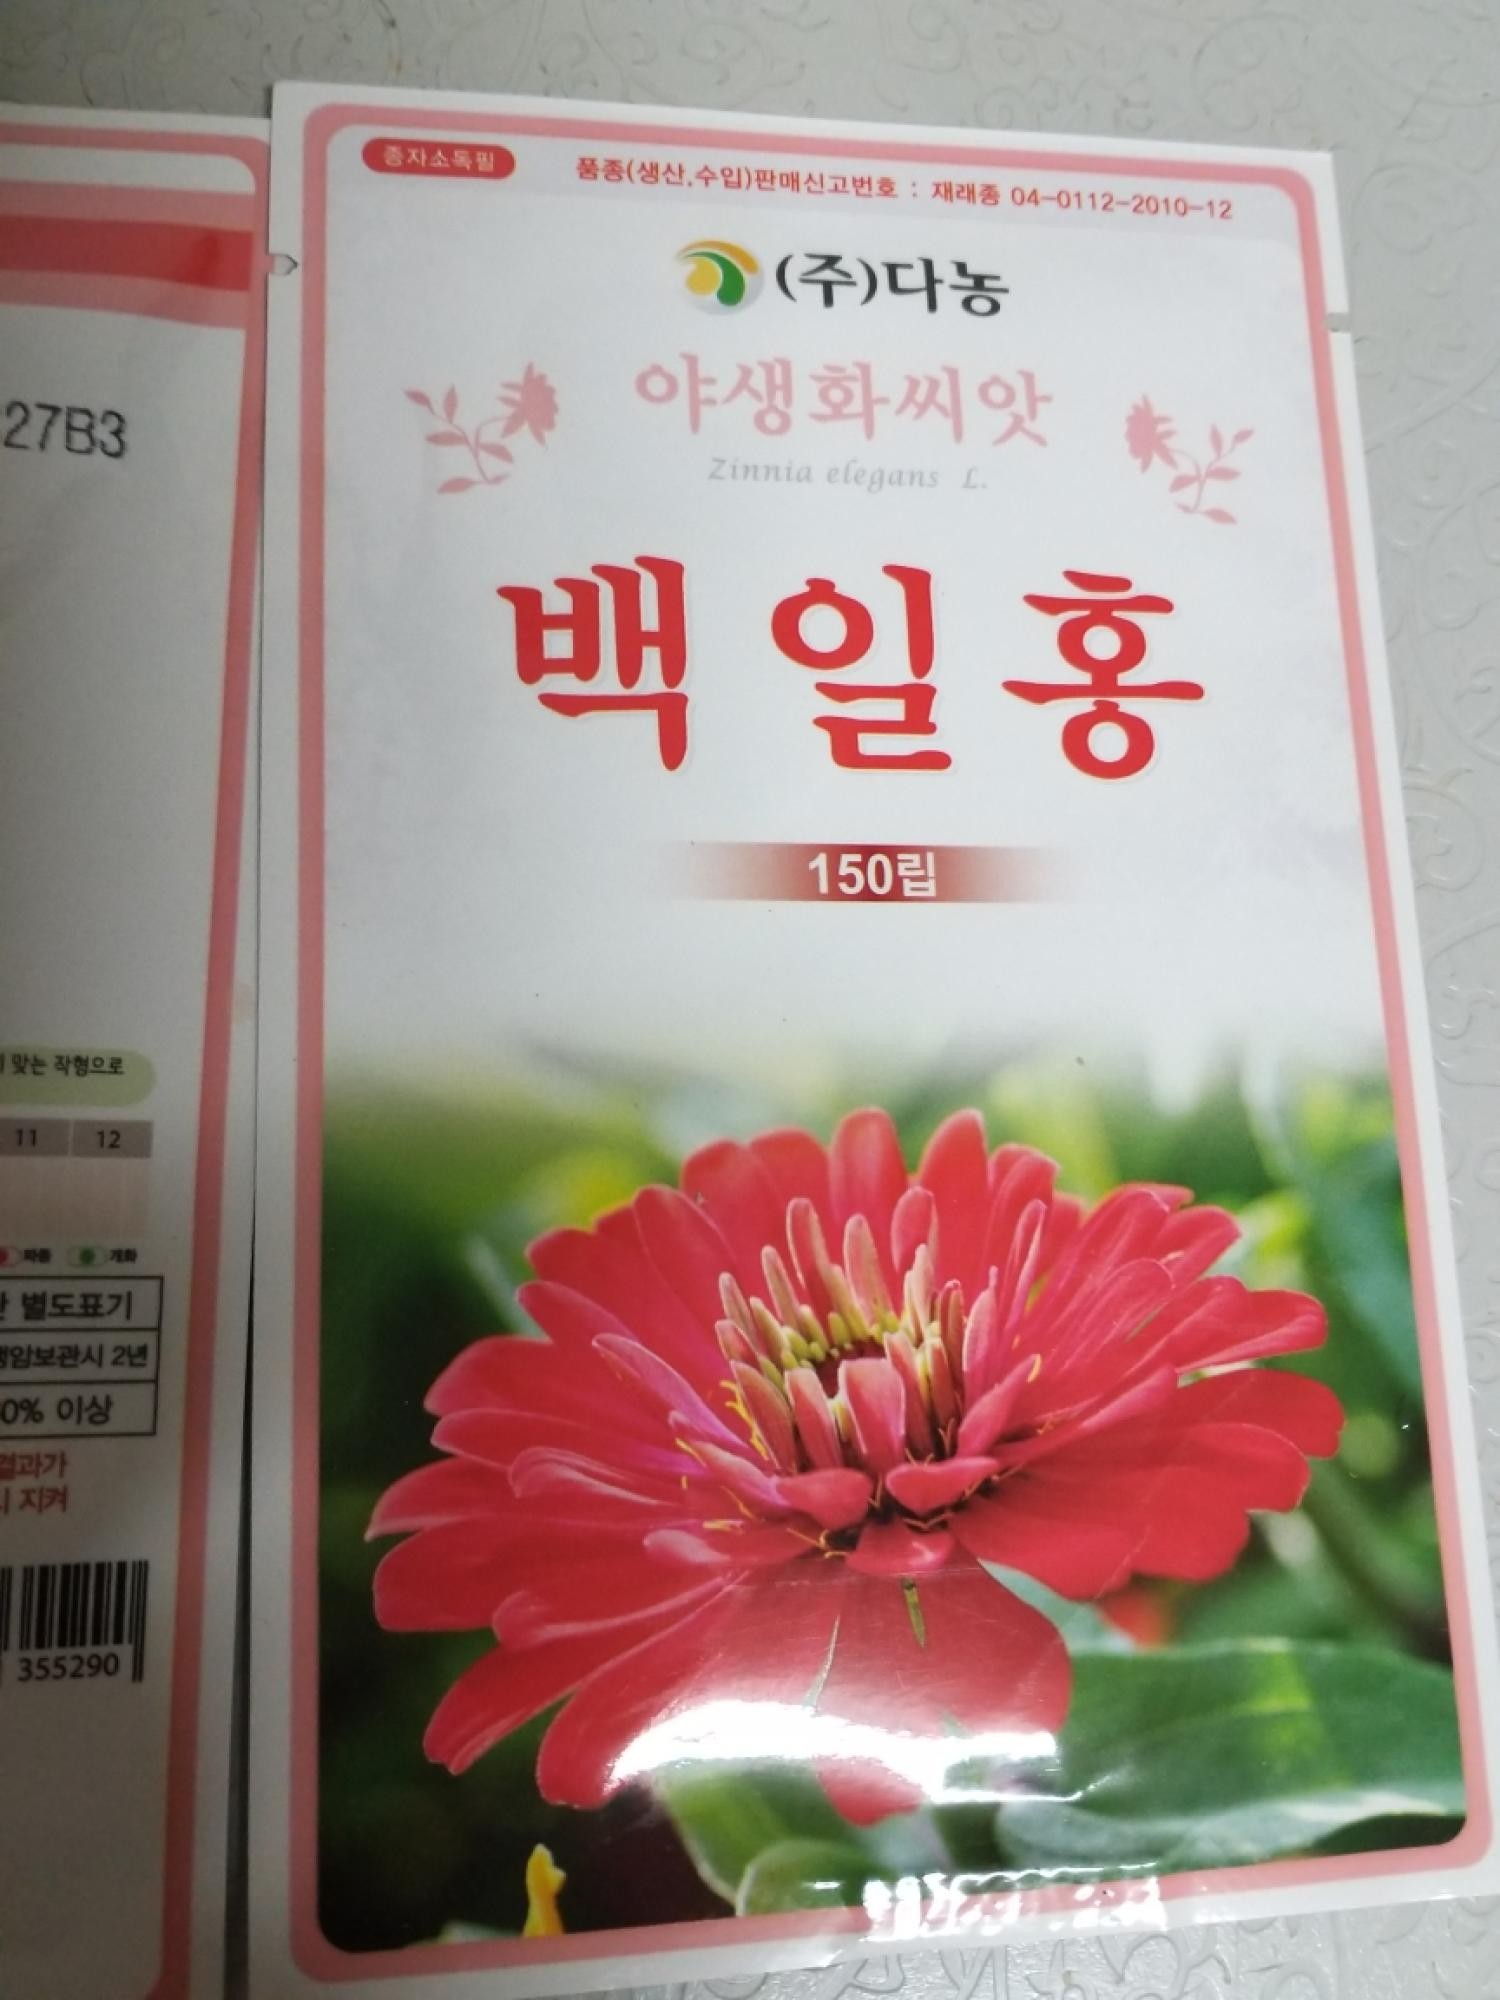 종자소독필
품종(생산,수입)판매신고번호 : 재래종 04-0112-2010-12
(주)다농
야생화씨앗
Zinnia elegans L.
백일홍
150립
27B3
맞는 작형으로
11 12
파종 개화
별도표기
보관시 2년
0% 이상
결과가
지켜
355290